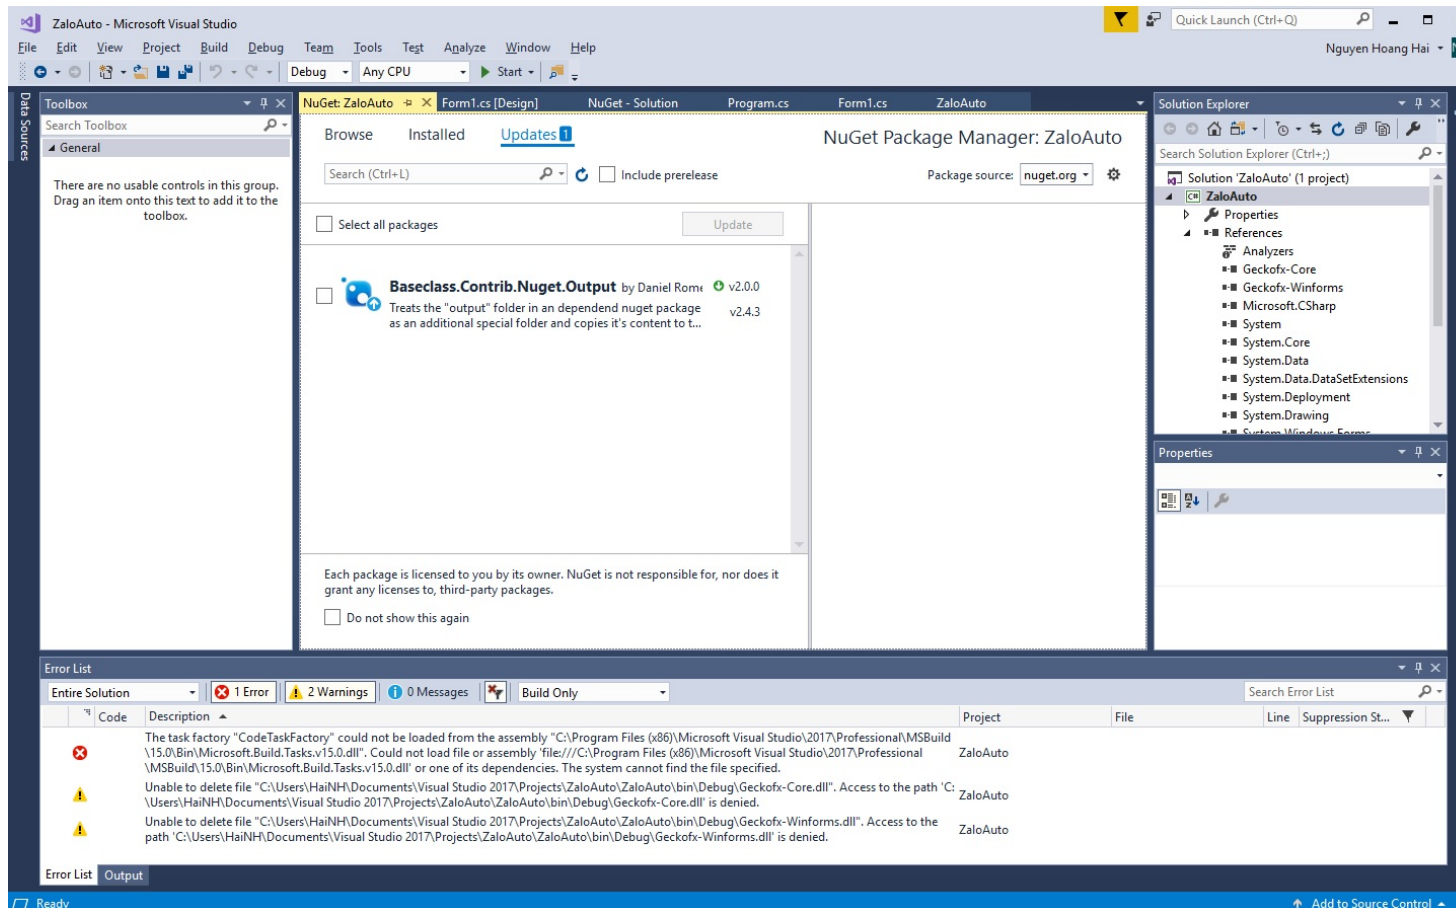 ZaloAuto - Microsoft Visual Studio
Quick Launch (Ctrl+Q)
File Edit View Project Build Debug Team Tools Test Analyze Window Help
Nguyen Hoang Hai
Debug Any CPU Start
Data Sources
Toolbox
Search Toolbox
General
There are no usable controls in this group.
Drag an item onto this text to add it to the
toolbox.
NuGet: ZaloAuto Form1.cs [Design] NuGet - Solution Program.cs Form1.cs ZaloAuto
Browse Installed Updates 1
NuGet Package Manager: ZaloAuto
Search (Ctrl+L) Include prerelease
Package source: nuget.org
Select all packages Update
Baseclass.Contrib.Nuget.Output by Daniel Rome v2.0.0
Treats the "output" folder in an dependend nuget package v2.4.3
as an additional special folder and copies it's content to t...
Each package is licensed to you by its owner. NuGet is not responsible for, nor does it
grant any licenses to, third-party packages.
Do not show this again
Solution Explorer
Search Solution Explorer (Ctrl+;)
Solution 'ZaloAuto' (1 project)
C# ZaloAuto
Properties
References
Analyzers
Geckofx-Core
Geckofx-Winforms
Microsoft.CSharp
System
System.Core
System.Data
System.Data.DataSetExtensions
System.Deployment
System.Drawing
System.Windows.Forms
Properties
Error List
Entire Solution 1 Error 2 Warnings 0 Messages Build Only
Search Error List
Code Description Project File Line Suppression St...
The task factory "CodeTaskFactory" could not be loaded from the assembly "C:\Program Files (x86)\Microsoft Visual Studio\2017\Professional\MSBuild
\15.0\Bin\Microsoft.Build.Tasks.v15.0.dll". Could not load file or assembly 'file:///C:\Program Files (x86)\Microsoft Visual Studio\2017\Professional
\MSBuild\15.0\Bin\Microsoft.Build.Tasks.v15.0.dll' or one of its dependencies. The system cannot find the file specified.
ZaloAuto
Unable to delete file "C:\Users\HaiNH\Documents\Visual Studio 2017\Projects\ZaloAuto\ZaloAuto\bin\Debug\Geckofx-Core.dll". Access to the path 'C:
\Users\HaiNH\Documents\Visual Studio 2017\Projects\ZaloAuto\ZaloAuto\bin\Debug\Geckofx-Core.dll' is denied.
ZaloAuto
Unable to delete file "C:\Users\HaiNH\Documents\Visual Studio 2017\Projects\ZaloAuto\ZaloAuto\bin\Debug\Geckofx-Winforms.dll". Access to the
path 'C:\Users\HaiNH\Documents\Visual Studio 2017\Projects\ZaloAuto\ZaloAuto\bin\Debug\Geckofx-Winforms.dll' is denied.
ZaloAuto
Error List Output
Ready
Add to Source Control